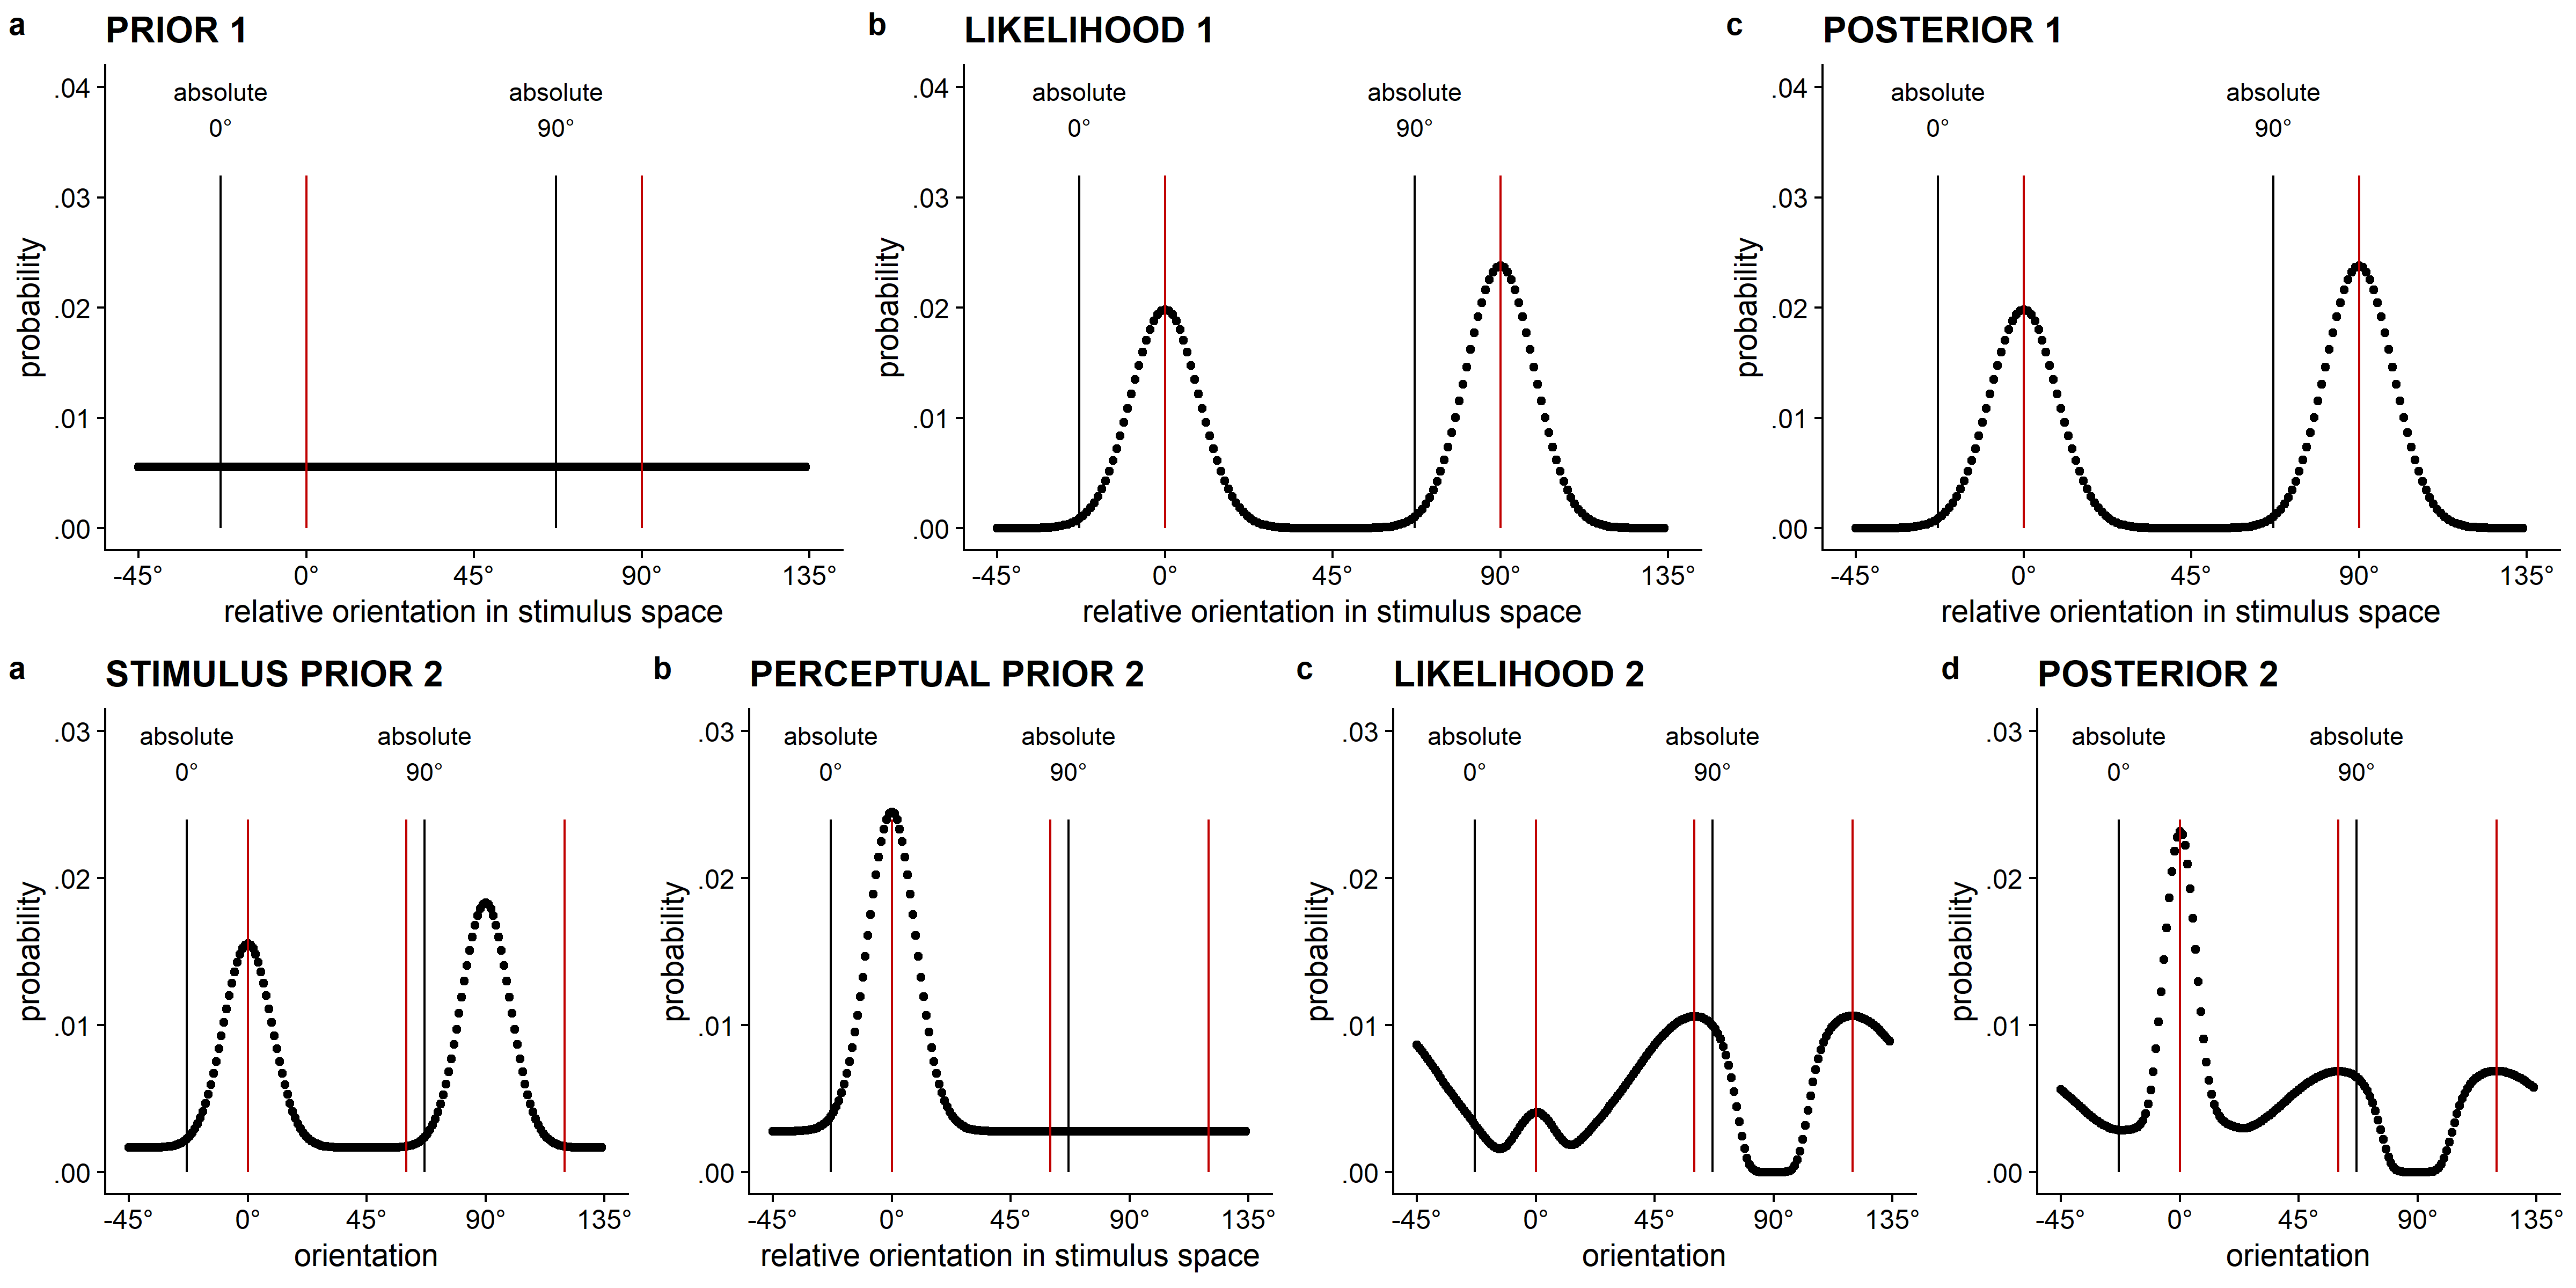 a PRIOR 1
.04
.03
.02
.01
.00
probability
absolute
0°
absolute
90°
-45° 0° 45° 90° 135°
relative orientation in stimulus space
b LIKELIHOOD 1
.04
.03
.02
.01
.00
probability
absolute
0°
absolute
90°
-45° 0° 45° 90° 135°
relative orientation in stimulus space
c POSTERIOR 1
.04
.03
.02
.01
.00
probability
absolute
0°
absolute
90°
-45° 0° 45° 90° 135°
relative orientation in stimulus space
a STIMULUS PRIOR 2
.03
.02
.01
.00
probability
absolute
0°
absolute
90°
-45° 0° 45° 90° 135°
orientation
b PERCEPTUAL PRIOR 2
.03
.02
.01
.00
probability
absolute
0°
absolute
90°
-45° 0° 45° 90° 135°
relative orientation in stimulus space
c LIKELIHOOD 2
.03
.02
.01
.00
probability
absolute
0°
absolute
90°
-45° 0° 45° 90° 135°
orientation
d POSTERIOR 2
.03
.02
.01
.00
probability
absolute
0°
absolute
90°
-45° 0° 45° 90° 135°
orientation